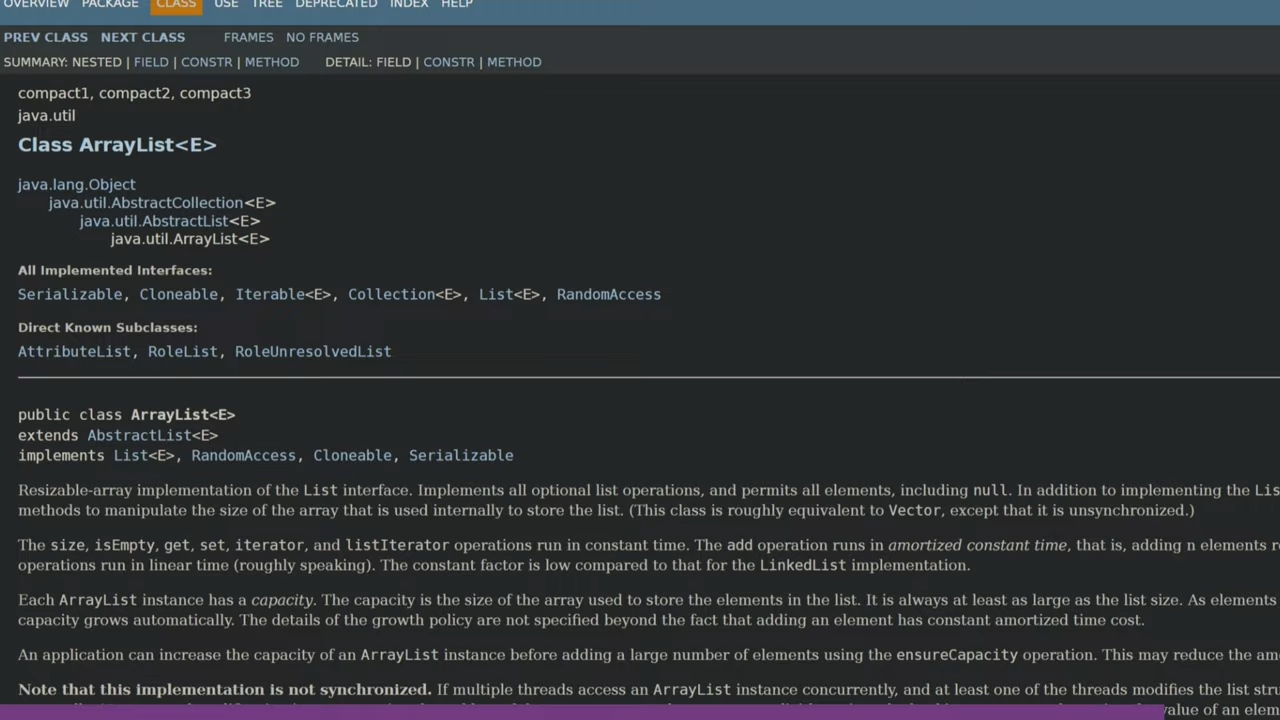 OVERVIEW PACKAGE CLASS USE TREE DEPRECATED INDEX HELP
PREV CLASS NEXT CLASS FRAMES NO FRAMES
SUMMARY: NESTED | FIELD | CONSTR | METHOD DETAIL: FIELD | CONSTR | METHOD
compact1, compact2, compact3
java.util
Class ArrayList<E>
java.lang.Object
java.util.AbstractCollection<E>
java.util.AbstractList<E>
java.util.ArrayList<E>
All Implemented Interfaces:
Serializable, Cloneable, Iterable<E>, Collection<E>, List<E>, RandomAccess
Direct Known Subclasses:
AttributeList, RoleList, RoleUnresolvedList
public class ArrayList<E>
extends AbstractList<E>
implements List<E>, RandomAccess, Cloneable, Serializable
Resizable-array implementation of the List interface. Implements all optional list operations, and permits all elements, including null. In addition to implementing the Lis
methods to manipulate the size of the array that is used internally to store the list. (This class is roughly equivalent to Vector, except that it is unsynchronized.)
The size, isEmpty, get, set, iterator, and listIterator operations run in constant time. The add operation runs in amortized constant time, that is, adding n elements r
operations run in linear time (roughly speaking). The constant factor is low compared to that for the LinkedList implementation.
Each ArrayList instance has a capacity. The capacity is the size of the array used to store the elements in the list. It is always at least as large as the list size. As elements
capacity grows automatically. The details of the growth policy are not specified beyond the fact that adding an element has constant amortized time cost.
An application can increase the capacity of an ArrayList instance before adding a large number of elements using the ensureCapacity operation. This may reduce the am
Note that this implementation is not synchronized. If multiple threads access an ArrayList instance concurrently, and at least one of the threads modifies the list stru
value of an elem